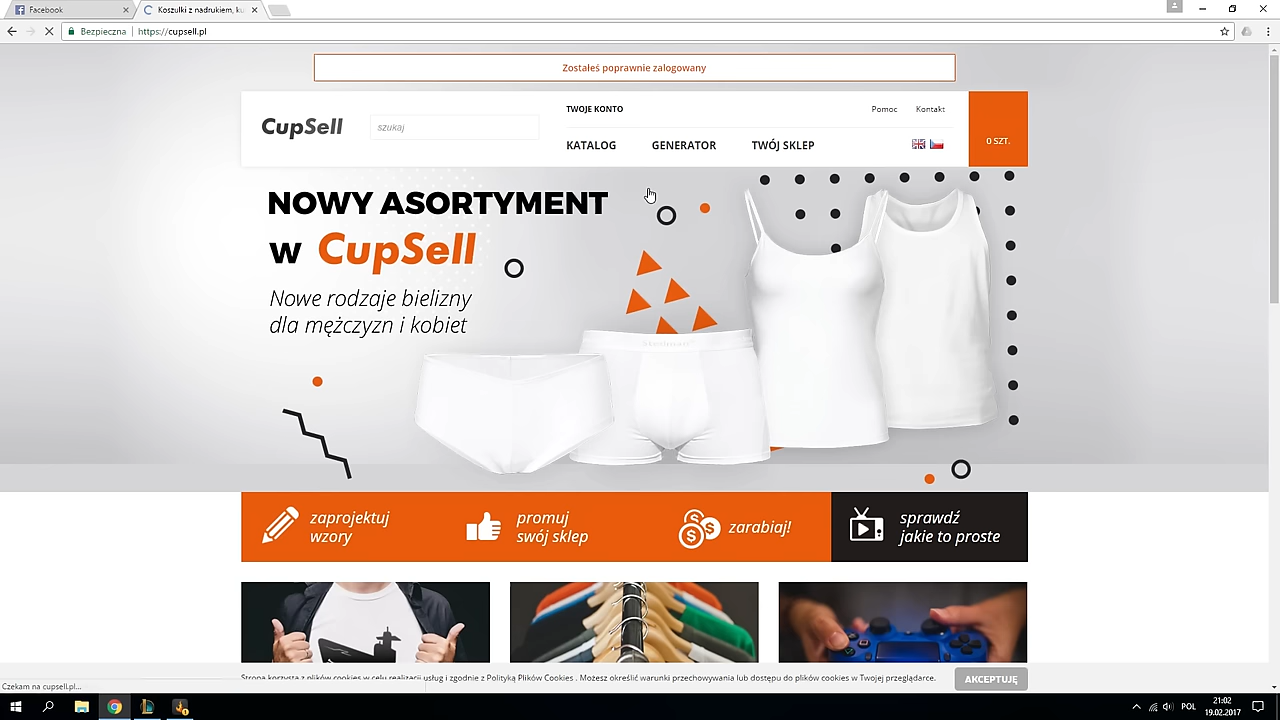 Facebook
Koszulki z nadrukiem, ku
Bezpieczna
https://cupsell.pl
Zostałeś poprawnie zalogowany
CupSell
szukaj
TWOJE KONTO
Pomoc
Kontakt
KATALOG
GENERATOR
TWÓJ SKLEP
0 SZT.
NOWY ASORTYMENT
w CupSell
Nowe rodzaje bielizny
dla mężczyzn i kobiet
zaprojektuj
wzory
promuj
swój sklep
zarabiaj!
sprawdź
jakie to proste
Strona korzysta z plików cookies w celu realizacji usług i zgodnie z Polityką Plików Cookies . Możesz określić warunki przechowywania lub dostępu do plików cookies w Twojej przeglądarce.
AKCEPTUJĘ
Czekam na cupsell.pl...
POL
21:02
19.02.2017